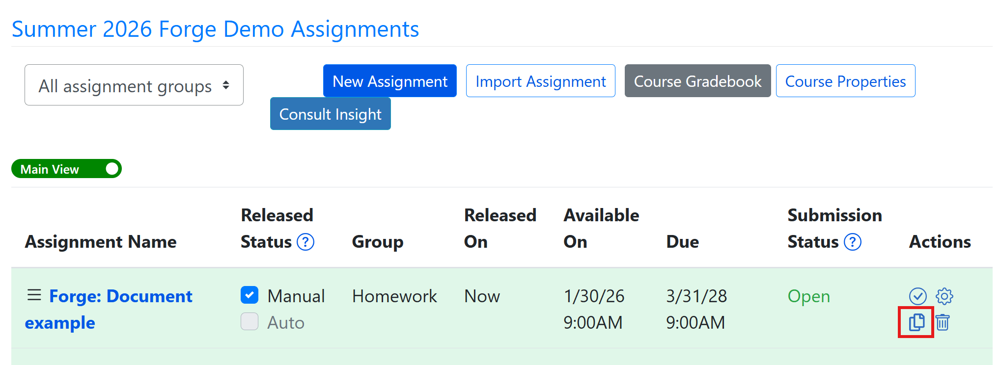 Summer 2026 Forge Demo Assignments
All assignment groups
New Assignment
Import Assignment
Course Gradebook
Course Properties
Consult Insight
Main View
Assignment Name
Released
Status ?
Group
Released
On
Available
On
Due
Submission
Status ?
Actions
Forge: Document
example
Manual
Auto
Homework
Now
1/30/26
9:00AM
3/31/28
9:00AM
Open